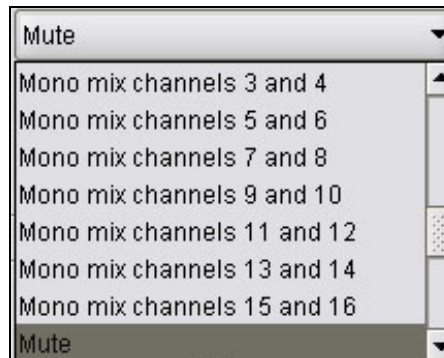 Mute
Mono mix channels 3 and 4
Mono mix channels 5 and 6
Mono mix channels 7 and 8
Mono mix channels 9 and 10
Mono mix channels 11 and 12
Mono mix channels 13 and 14
Mono mix channels 15 and 16
Mute